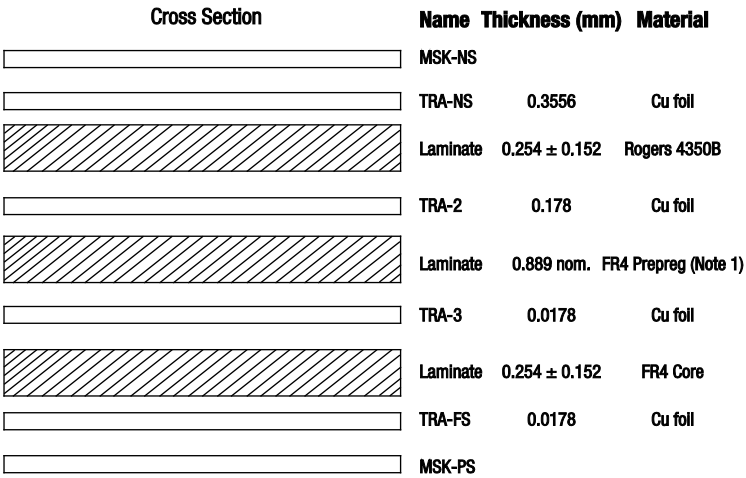 Cross Section Name Thickness (mm) Material
MSK-NS
TRA-NS 0.3556 Cu foil
Laminate 0.254 ± 0.152 Rogers 4350B
TRA-2 0.178 Cu foil
Laminate 0.889 nom. FR4 Prepreg (Note 1)
TRA-3 0.0178 Cu foil
Laminate 0.254 ± 0.152 FR4 Core
TRA-FS 0.0178 Cu foil
MSK-PS